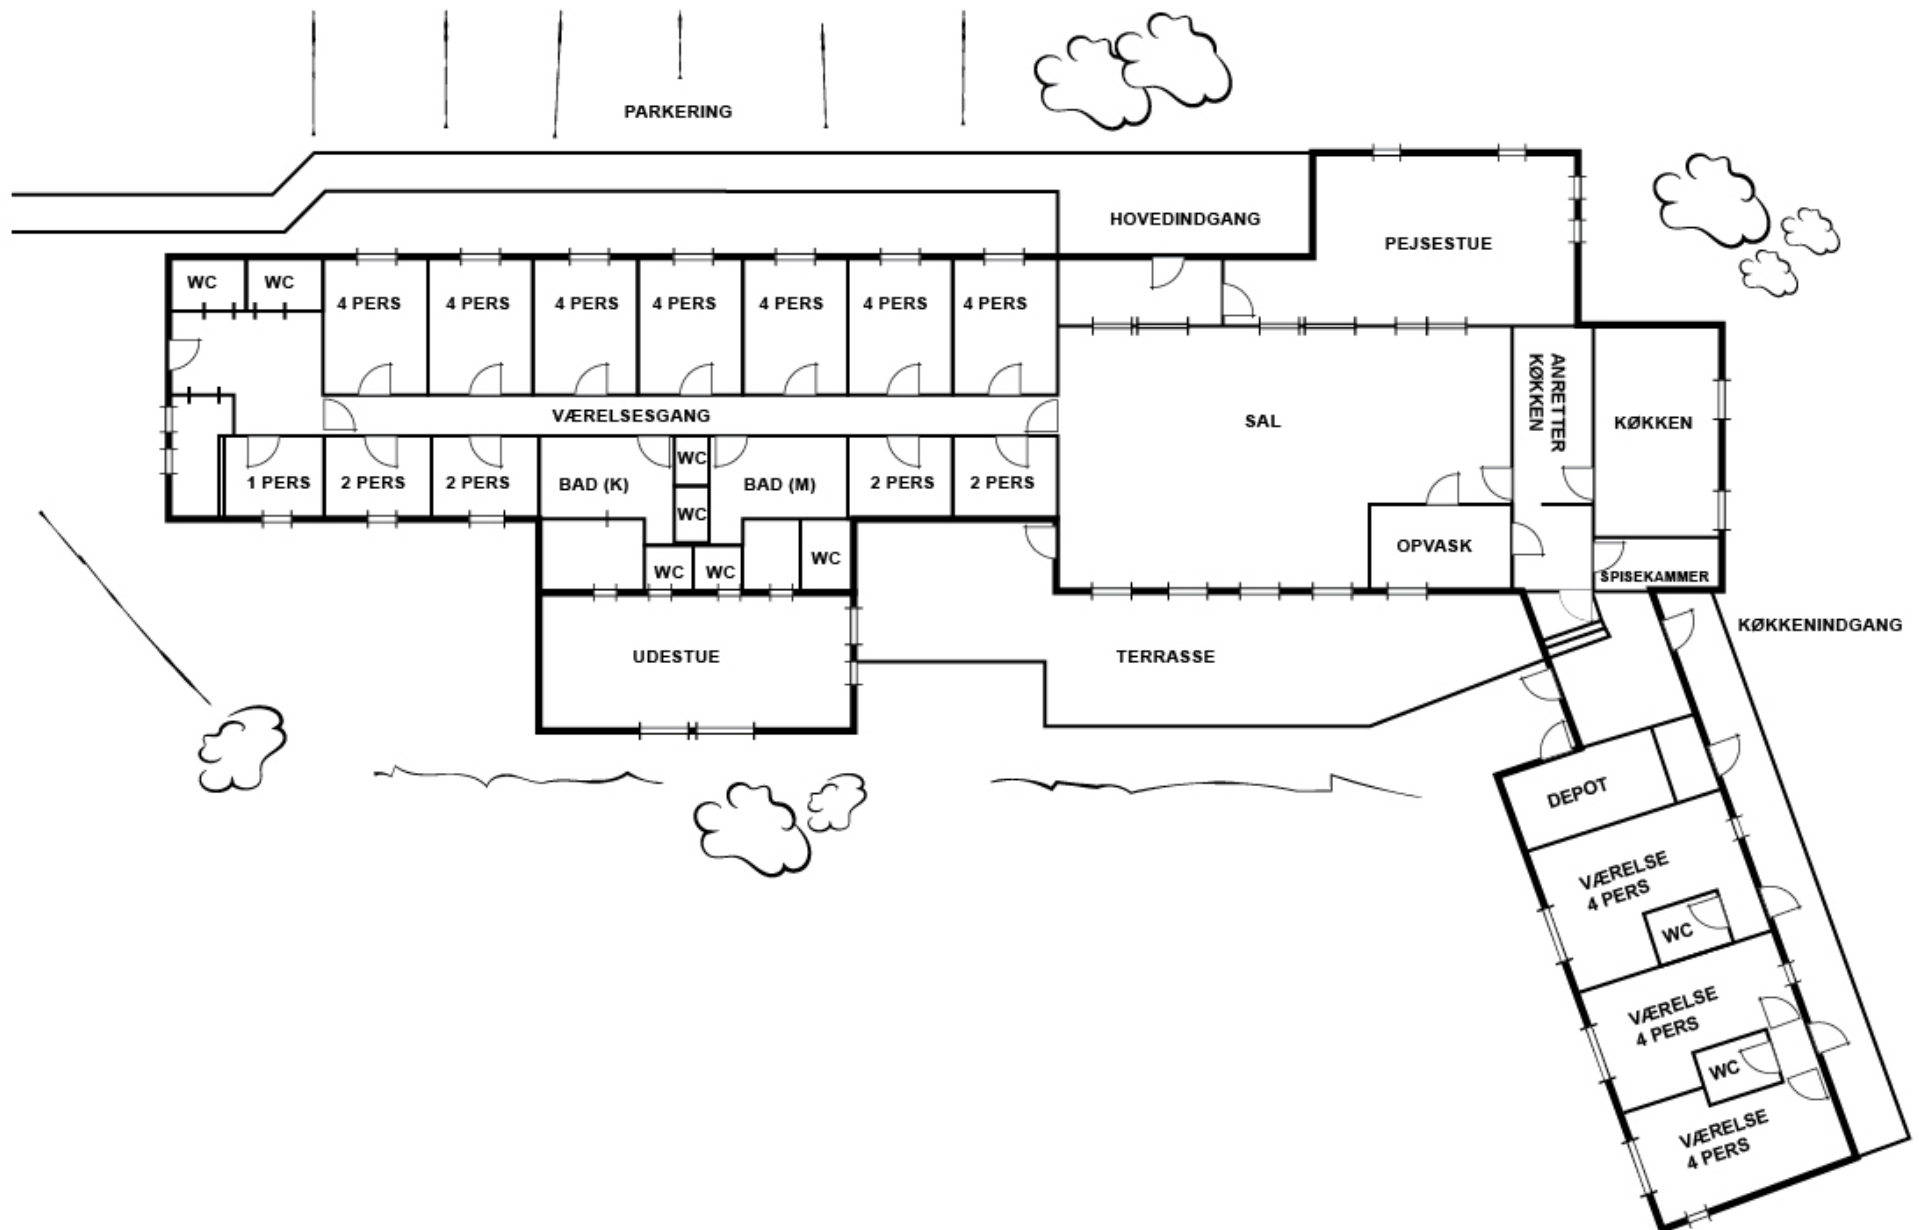 PARKERING
HOVEDINDGANG
PEJSESTUE
WC
WC
4 PERS
4 PERS
4 PERS
4 PERS
4 PERS
4 PERS
4 PERS
VÆRELSESGANG
SAL
ANRETTER
KØKKEN
KØKKEN
1 PERS
2 PERS
2 PERS
BAD (K)
WC
WC
BAD (M)
2 PERS
2 PERS
OPVASK
SPISEKAMMER
WC
WC
WC
UDESTUE
TERRASSE
KØKKENINDGANG
DEPOT
VÆRELSE
4 PERS
WC
VÆRELSE
4 PERS
WC
VÆRELSE
4 PERS